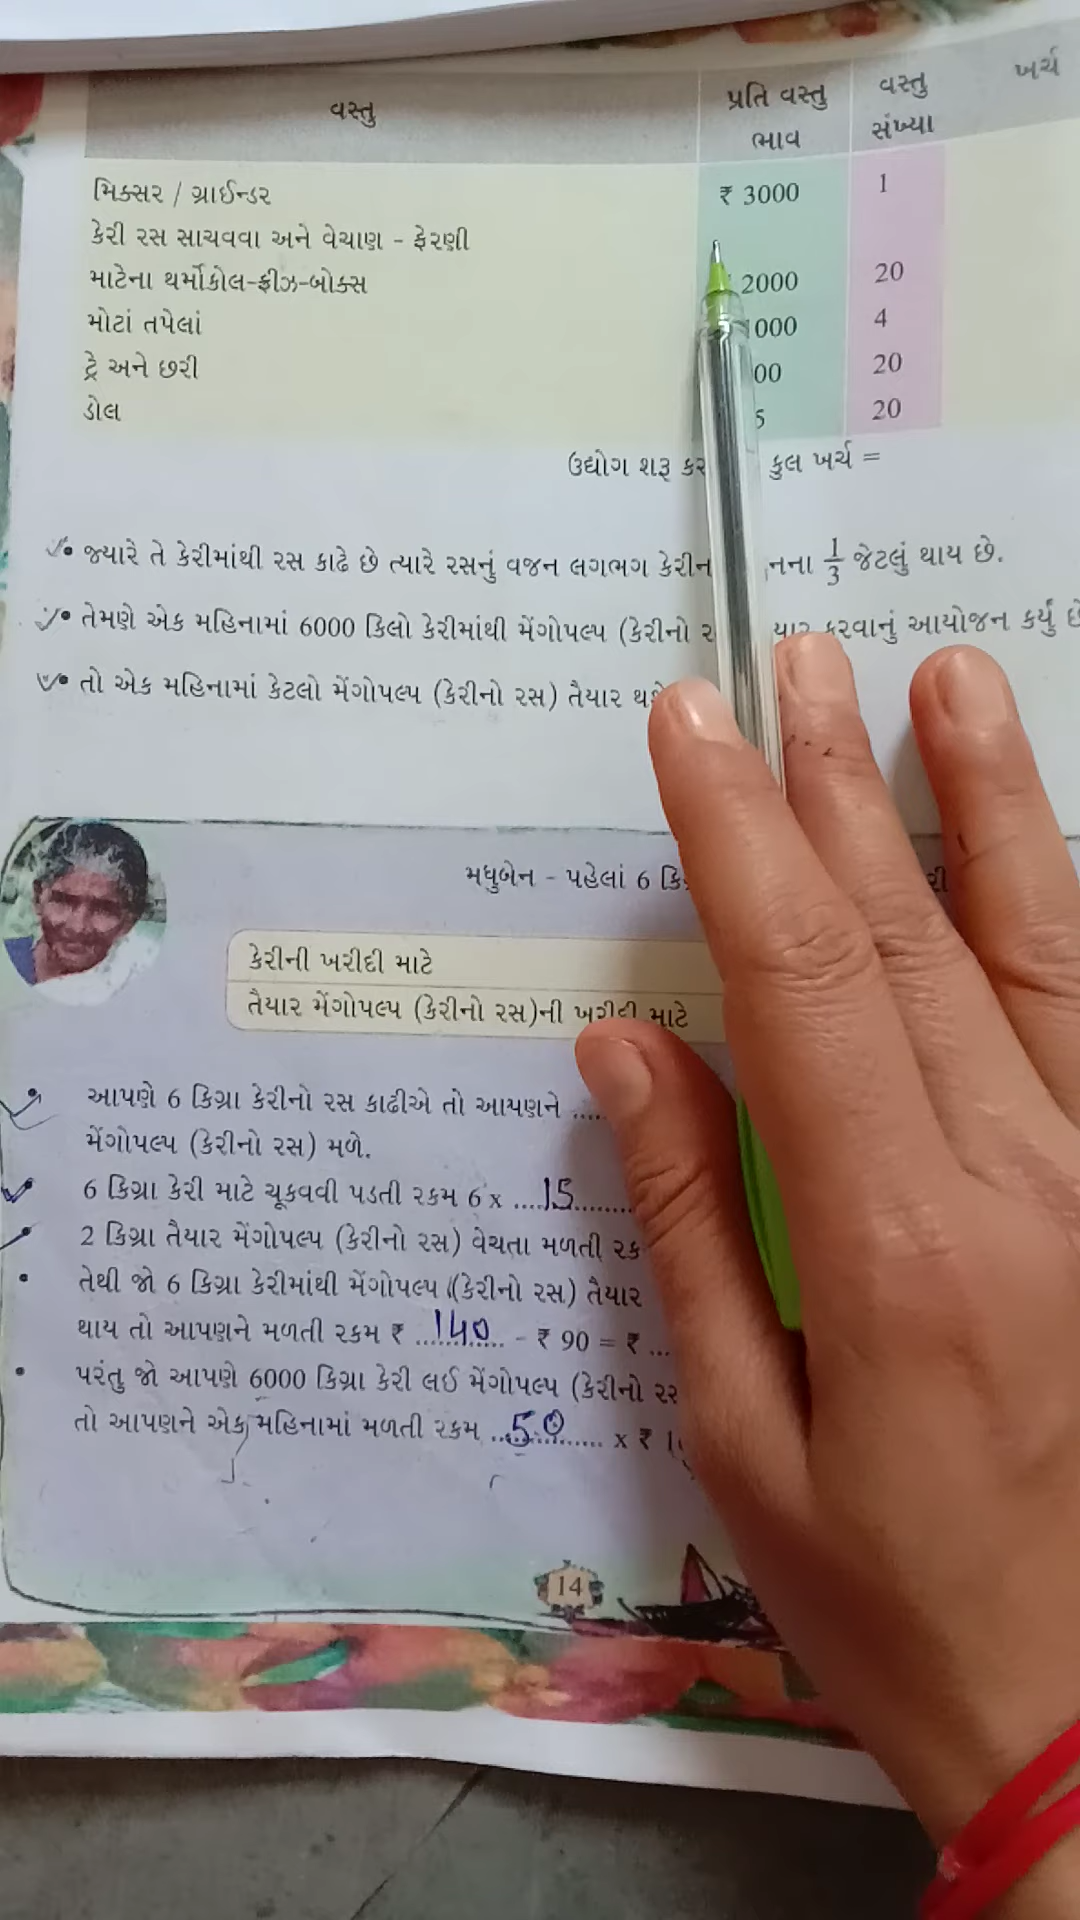 વસ્તુ પ્રતિ વસ્તુ ભાવ વસ્તુ સંખ્યા ખર્ચ
મિક્સર / ગ્રાઈન્ડર ₹ 3000 1
કેરી રસ સાચવવા અને વેચાણ - ફેરણી
માટેના થર્મોકોલ-ફ્રીઝ-બોક્સ 2000 20
મોટાં તપેલાં 1000 4
ટ્રે અને છરી 00 20
ડોલ 5 20
ઉદ્યોગ શરૂ કર કુલ ખર્ચ =
• જ્યારે તે કેરીમાંથી રસ કાઢે છે ત્યારે રસનું વજન લગભગ કેરીન નના 1/3 જેટલું થાય છે.
• તેમણે એક મહિનામાં 6000 કિલો કેરીમાંથી મેંગોપલ્પ (કેરીનો ર યાર કરવાનું આયોજન કર્યું છે
• તો એક મહિનામાં કેટલો મેંગોપલ્પ (કેરીનો રસ) તૈયાર થશે
મધુબેન - પહેલાં 6 કિગ્ર રી
કેરીની ખરીદી માટે
તૈયાર મેંગોપલ્પ (કેરીનો રસ)ની ખરીદી માટે
આપણે 6 કિગ્રા કેરીનો રસ કાઢીએ તો આપણને ....
મેંગોપલ્પ (કેરીનો રસ) મળે.
6 કિગ્રા કેરી માટે ચૂકવવી પડતી રકમ 6 x ....15.........
2 કિગ્રા તૈયાર મેંગોપલ્પ (કેરીનો રસ) વેચતા મળતી રક
• તેથી જો 6 કિગ્રા કેરીમાંથી મેંગોપલ્પ (કેરીનો રસ) તૈયાર
થાય તો આપણને મળતી રકમ ₹ ...140... - ₹ 90 = ₹ ...
• પરંતુ જો આપણે 6000 કિગ્રા કેરી લઈ મેંગોપલ્પ (કેરીનો રસ
તો આપણને એક મહિનામાં મળતી રકમ ...50...... x ₹ 1
14